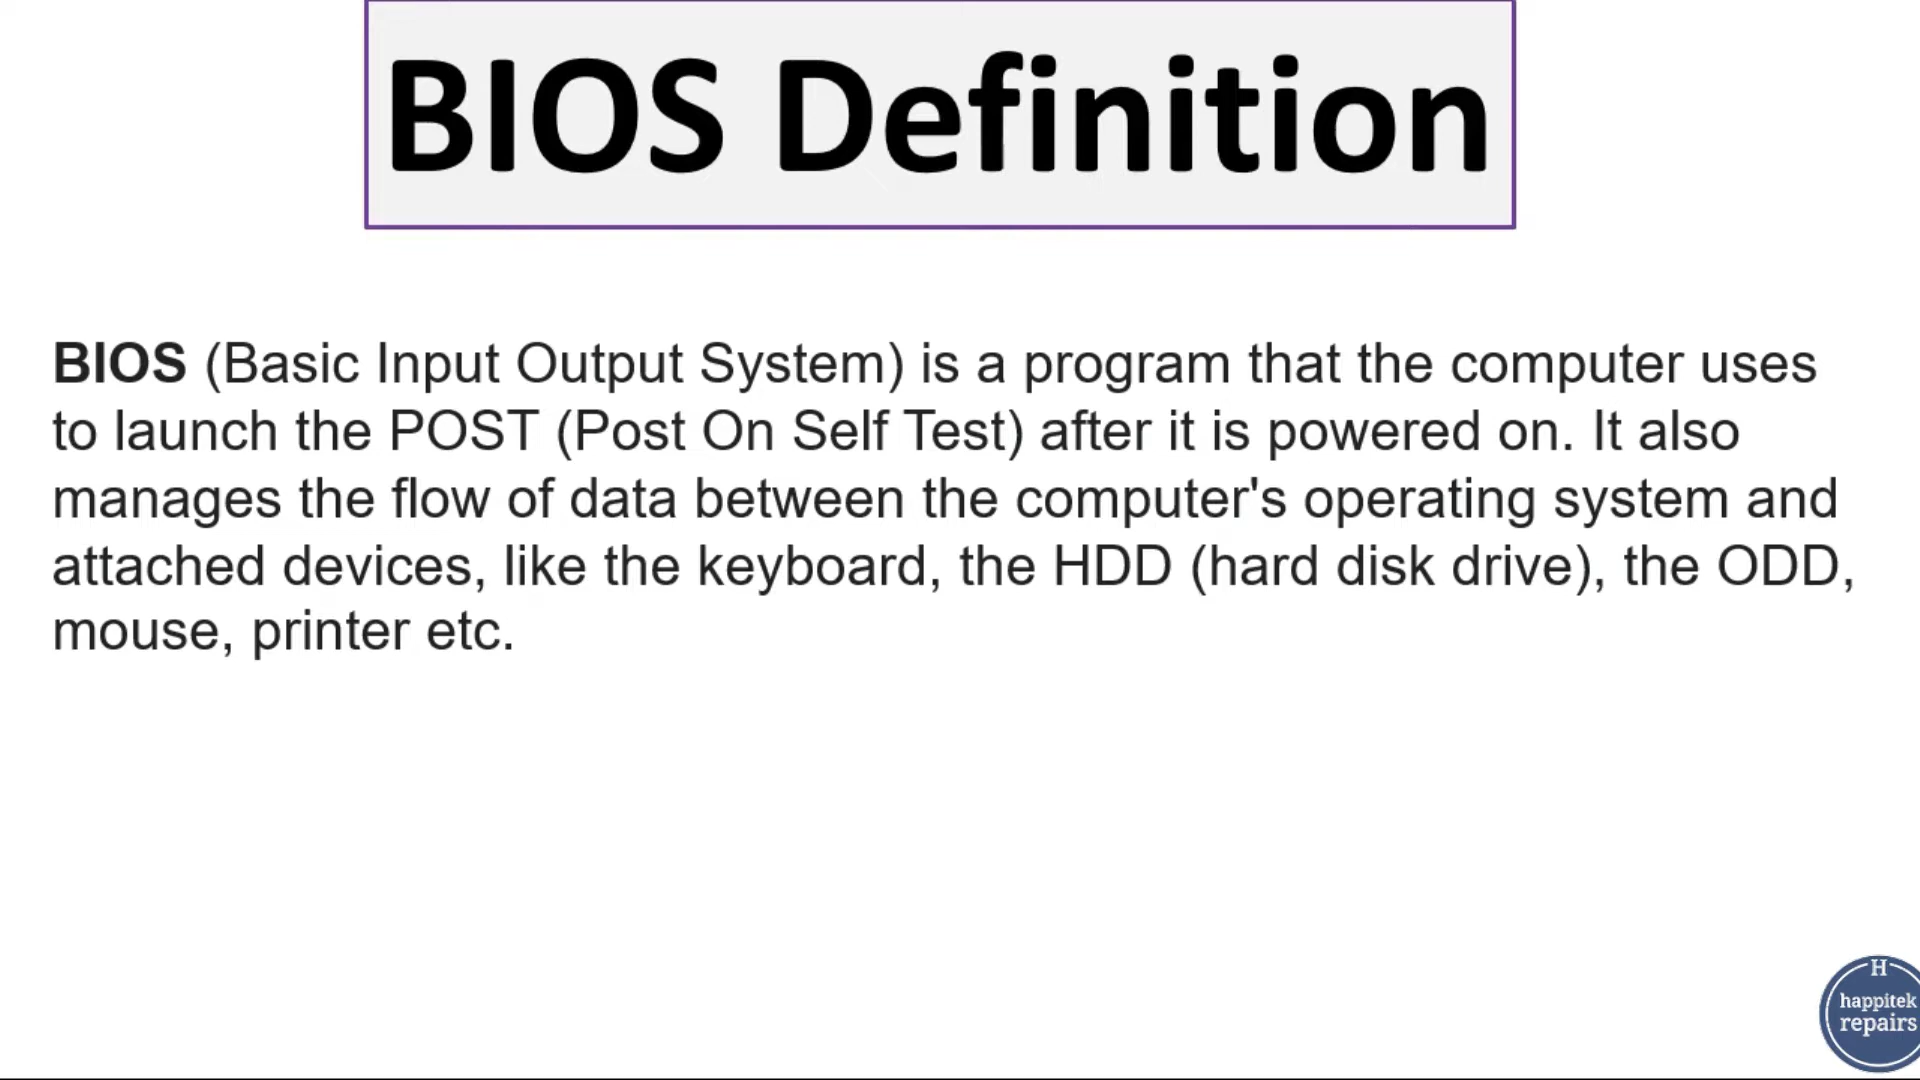 BIOS Definition
BIOS (Basic Input Output System) is a program that the computer uses
to launch the POST (Post On Self Test) after it is powered on. It also
manages the flow of data between the computer's operating system and
attached devices, like the keyboard, the HDD (hard disk drive), the ODD,
mouse, printer etc.
H
happitek
repairs